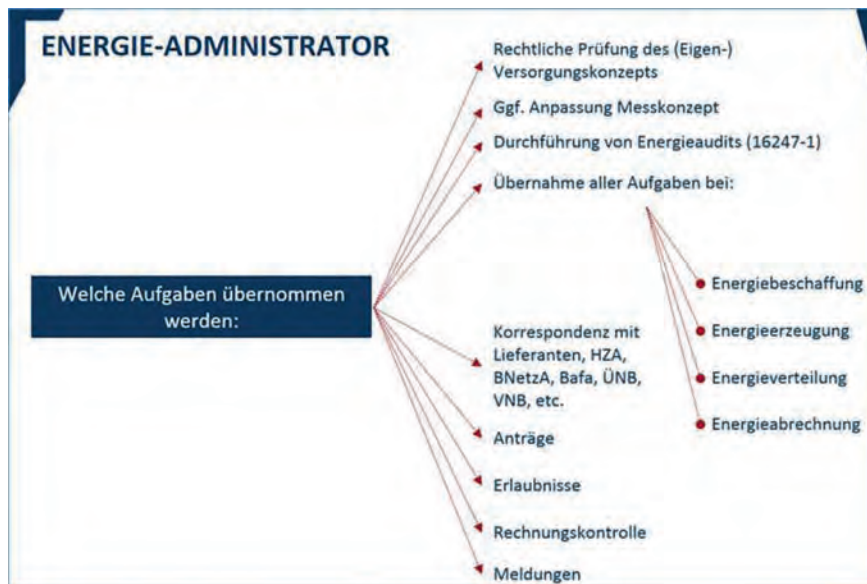 ENERGIE-ADMINISTRATOR
Rechtliche Prüfung des (Eigen-)
Versorgungskonzepts
Ggf. Anpassung Messkonzept
Durchführung von Energieaudits (16247-1)
Übernahme aller Aufgaben bei:
Energiebeschaffung
Energieerzeugung
Energieverteilung
Energieabrechnung
Welche Aufgaben übernommen
werden:
Korrespondenz mit
Lieferanten, HZA,
BNetzA, Bafa, ÜNB,
VNB, etc.
Anträge
Erlaubnisse
Rechnungskontrolle
Meldungen